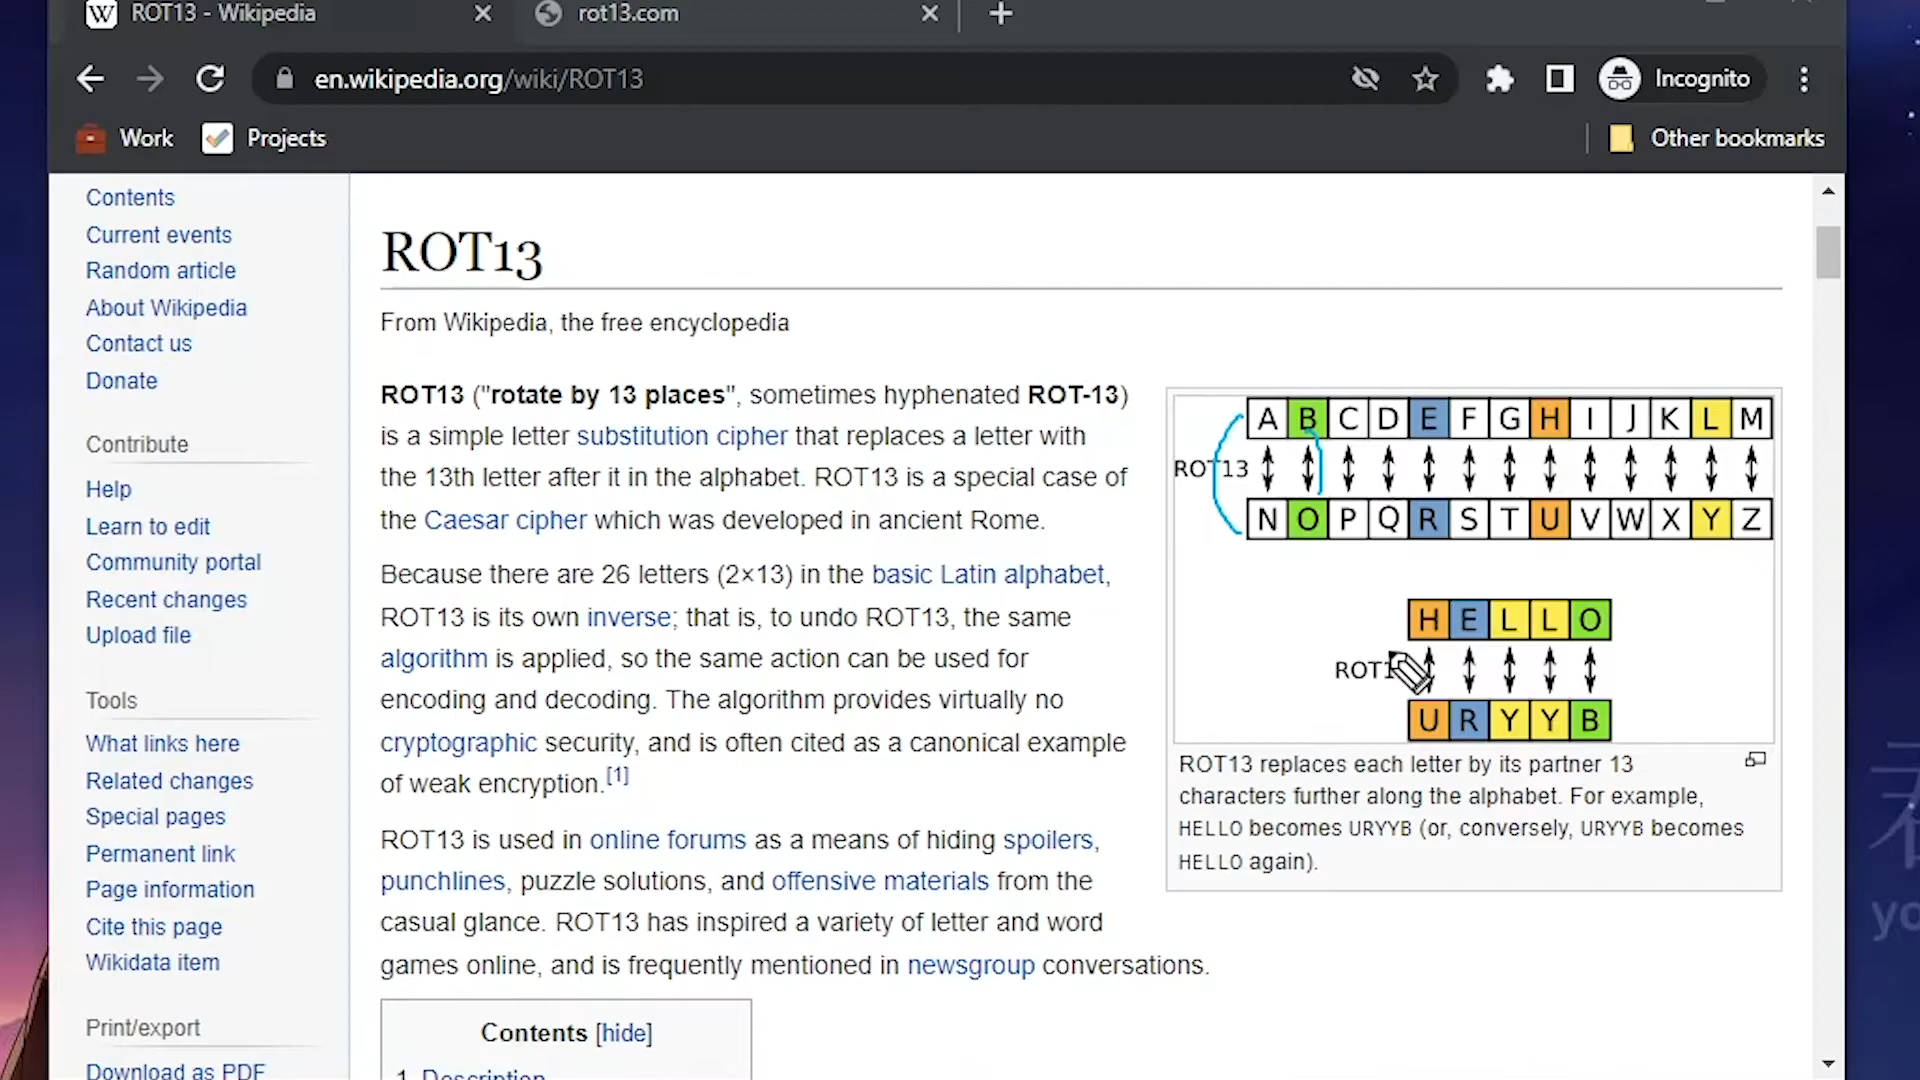 ROT13 - Wikipedia
rot13.com
en.wikipedia.org/wiki/ROT13
Incognito
Work
Projects
Other bookmarks
Contents
Current events
Random article
About Wikipedia
Contact us
Donate
Contribute
Help
Learn to edit
Community portal
Recent changes
Upload file
Tools
What links here
Related changes
Special pages
Permanent link
Page information
Cite this page
Wikidata item
Print/export
Download as PDF
ROT13
From Wikipedia, the free encyclopedia
ROT13 ("rotate by 13 places", sometimes hyphenated ROT-13)
is a simple letter substitution cipher that replaces a letter with
the 13th letter after it in the alphabet. ROT13 is a special case of
the Caesar cipher which was developed in ancient Rome.
Because there are 26 letters (2×13) in the basic Latin alphabet,
ROT13 is its own inverse; that is, to undo ROT13, the same
algorithm is applied, so the same action can be used for
encoding and decoding. The algorithm provides virtually no
cryptographic security, and is often cited as a canonical example
of weak encryption.[1]
ROT13 is used in online forums as a means of hiding spoilers,
punchlines, puzzle solutions, and offensive materials from the
casual glance. ROT13 has inspired a variety of letter and word
games online, and is frequently mentioned in newsgroup conversations.
Contents [hide]
1 Description
A B C D E F G H I J K L M
ROT13
N O P Q R S T U V W X Y Z
H E L L O
U R Y Y B
ROT13 replaces each letter by its partner 13
characters further along the alphabet. For example,
HELLO becomes URYYB (or, conversely, URYYB becomes
HELLO again).